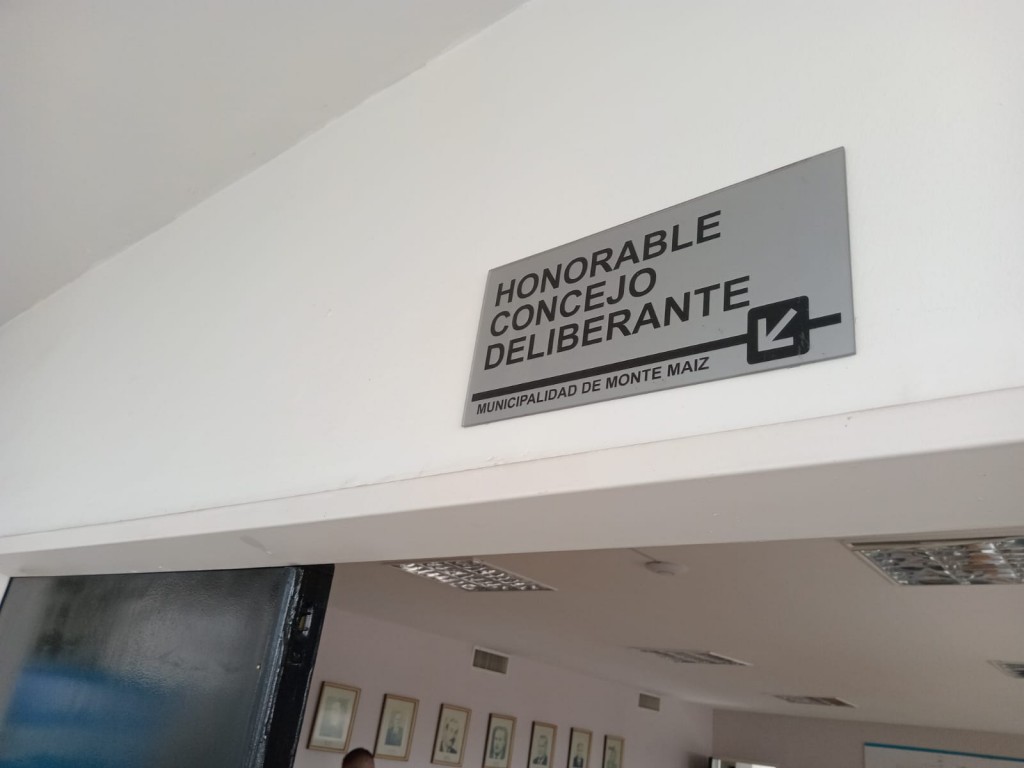 HONORABLE
CONCEJO
DELIBERANTE
MUNICIPALIDAD DE MONTE MAIZ